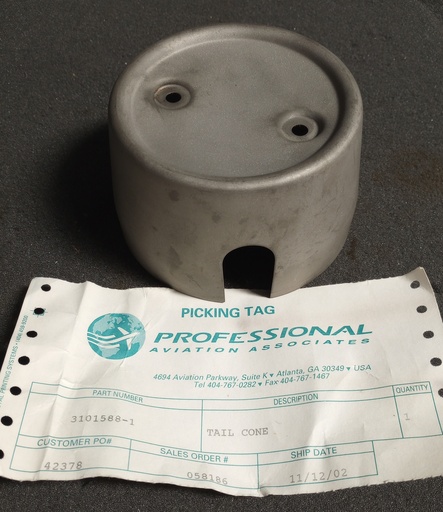 PICKING TAG
PROFESSIONAL
AVIATION ASSOCIATES
4694 Aviation Parkway, Suite K ▾ Atlanta, GA 30349 ▾ USA
Tel 404-767-0282 ▾ Fax 404-767-1467
PART NUMBER DESCRIPTION QUANTITY
3101588-1 TAIL CONE 1
CUSTOMER PO# SALES ORDER # SHIP DATE
42378 058186 11/12/02